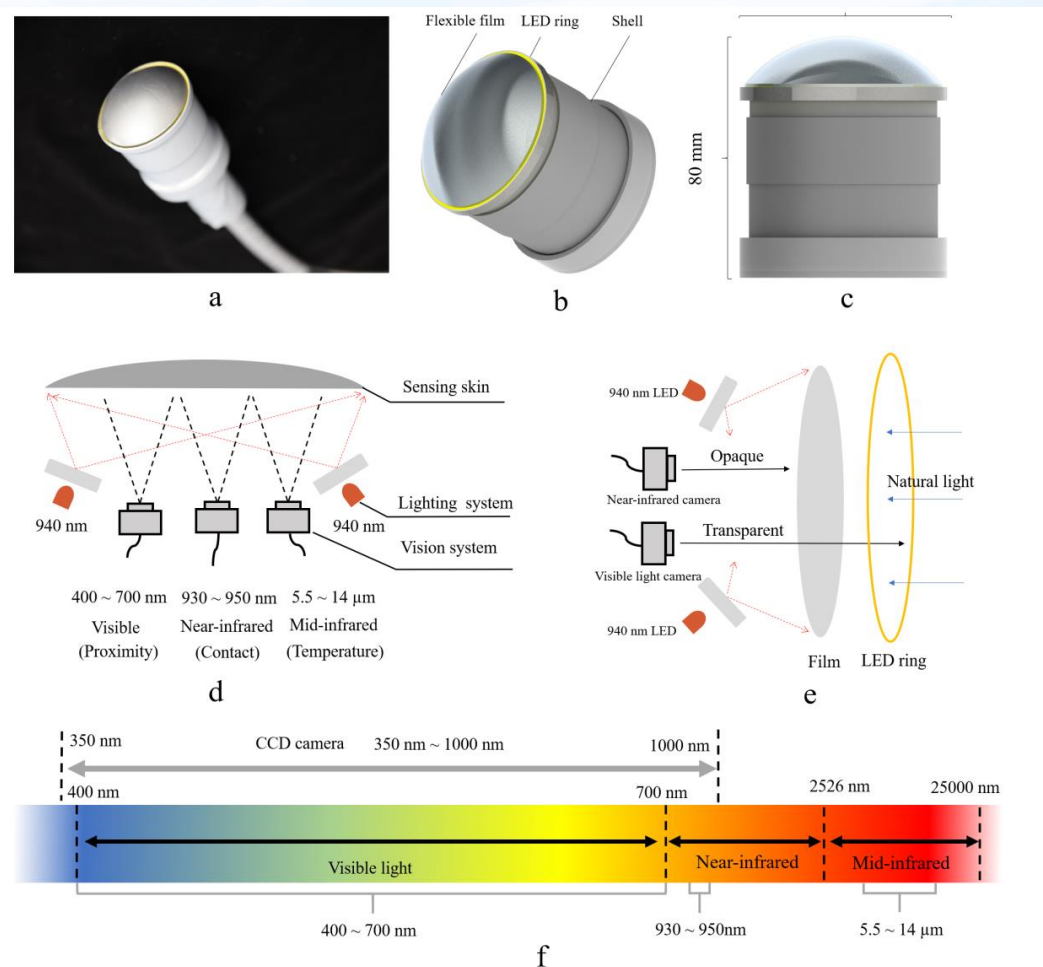 Flexible film
LED ring
Shell
80 mm
a
b
c
Sensing skin
Lighting system
Vision system
940 nm
940 nm
400 ~ 700 nm
Visible
(Proximity)
930 ~ 950 nm
Near-infrared
(Contact)
5.5 ~ 14 μm
Mid-infrared
(Temperature)
d
940 nm LED
Opaque
Near-infrared camera
Natural light
Transparent
Visible light camera
940 nm LED
Film
LED ring
e
350 nm
CCD camera
350 nm ~ 1000 nm
1000 nm
400 nm
700 nm
2526 nm
25000 nm
Visible light
Near-infrared
Mid-infrared
400 ~ 700 nm
930 ~ 950nm
5.5 ~ 14 μm
f